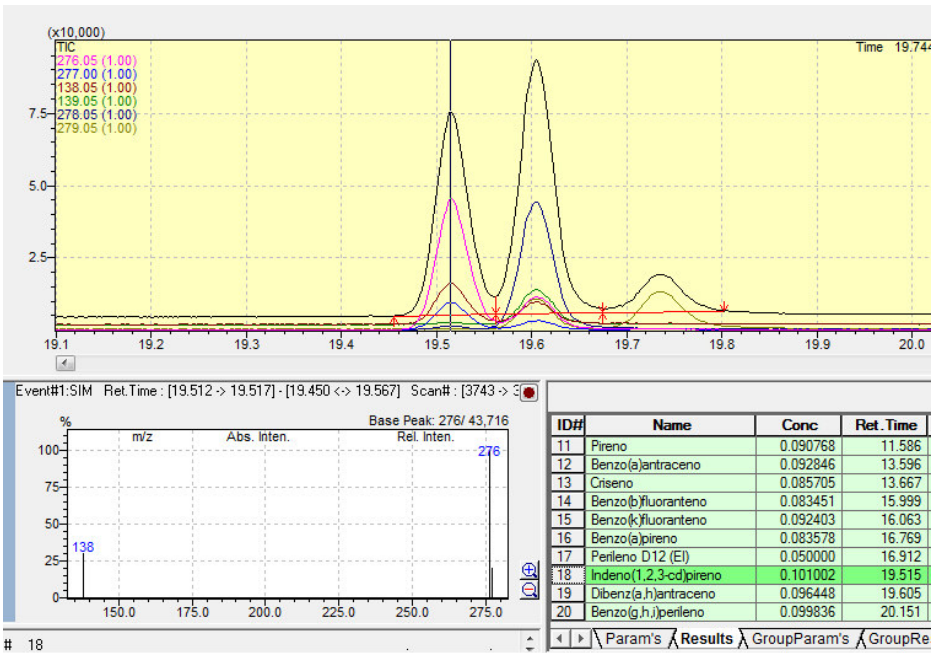 (x10,000)
TIC
276.05 (1.00)
277.00 (1.00)
138.05 (1.00)
139.05 (1.00)
278.05 (1.00)
279.05 (1.00)
Time 19.744
7.5
5.0
2.5
19.1 19.2 19.3 19.4 19.5 19.6 19.7 19.8 19.9 20.0
Event#1:SIM Ret.Time : [19.512 -> 19.517] - [19.450 <-> 19.567] Scan# : [3743 -> 3
% Base Peak: 276/ 43,716
m/z Abs. Inten. Rel. Inten.
100
75
50
25
0
276
138
150.0 175.0 200.0 225.0 250.0 275.0
# 18
ID# Name Conc Ret.Time
11 Pireno 0.090768 11.586
12 Benzo(a)antraceno 0.092846 13.596
13 Criseno 0.085705 13.667
14 Benzo(b)fluoranteno 0.083451 15.999
15 Benzo(k)fluoranteno 0.092403 16.063
16 Benzo(a)pireno 0.083578 16.769
17 Perileno D12 (EI) 0.050000 16.912
18 Indeno(1,2,3-cd)pireno 0.101002 19.515
19 Dibenz(a,h)antraceno 0.096448 19.605
20 Benzo(g,h,i)perileno 0.099836 20.151
Param's Results GroupParam's GroupRe